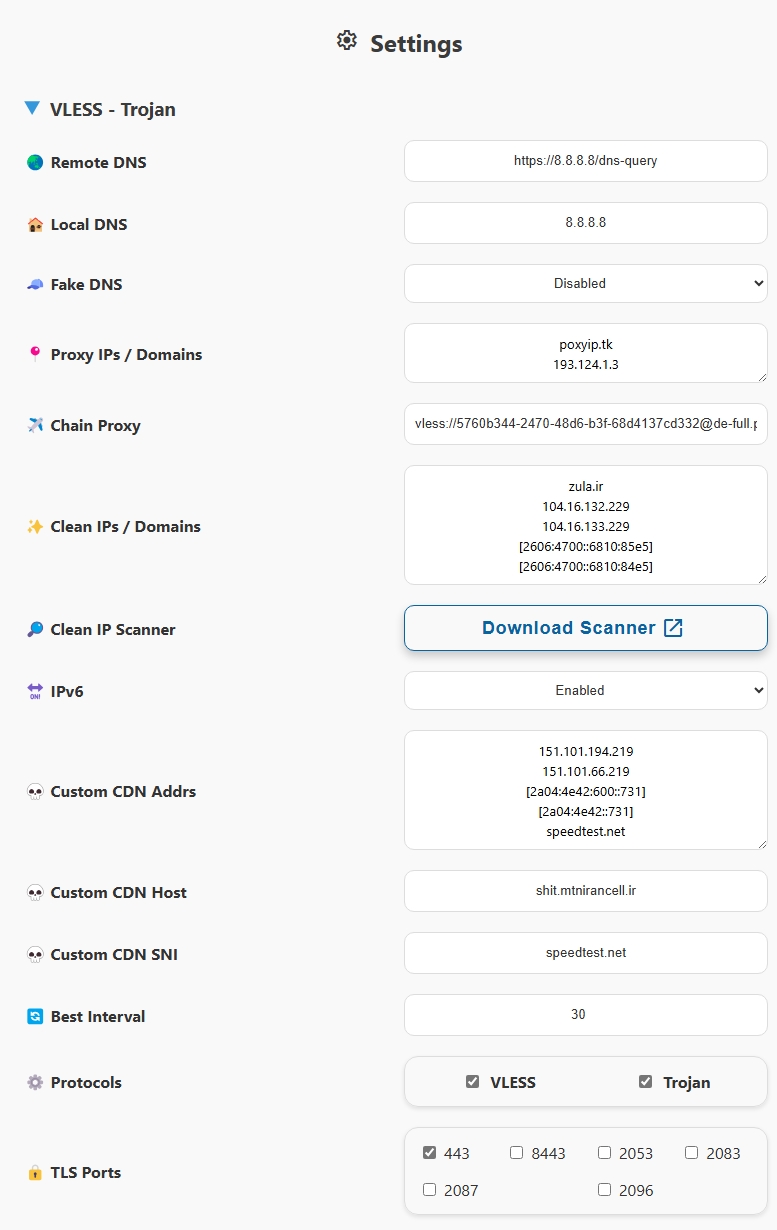 Settings
VLESS - Trojan
Remote DNS
https://8.8.8.8/dns-query
Local DNS
8.8.8.8
Fake DNS
Disabled
Proxy IPs / Domains
poxyip.tk
193.124.1.3
Chain Proxy
vless://5760b344-2470-48d6-b3f-68d4137cd332@de-full.p
Clean IPs / Domains
zula.ir
104.16.132.229
104.16.133.229
[2606:4700::6810:85e5]
[2606:4700::6810:84e5]
Clean IP Scanner
Download Scanner
ON!
IPv6
Enabled
Custom CDN Addrs
151.101.194.219
151.101.66.219
[2a04:4e42:600::731]
[2a04:4e42::731]
speedtest.net
Custom CDN Host
shit.mtnirancell.ir
Custom CDN SNI
speedtest.net
Best Interval
30
Protocols
VLESS Trojan
TLS Ports
443 8443 2053 2083
2087 2096